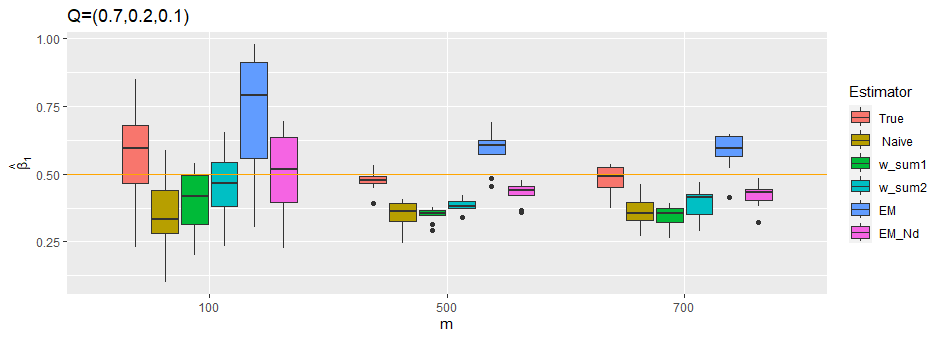 Q=(0.7,0.2,0.1)
1.00
0.75
0.50
0.25
β̂₁
100
500
700
m
Estimator
True
Naive
w_sum1
w_sum2
EM
EM_Nd